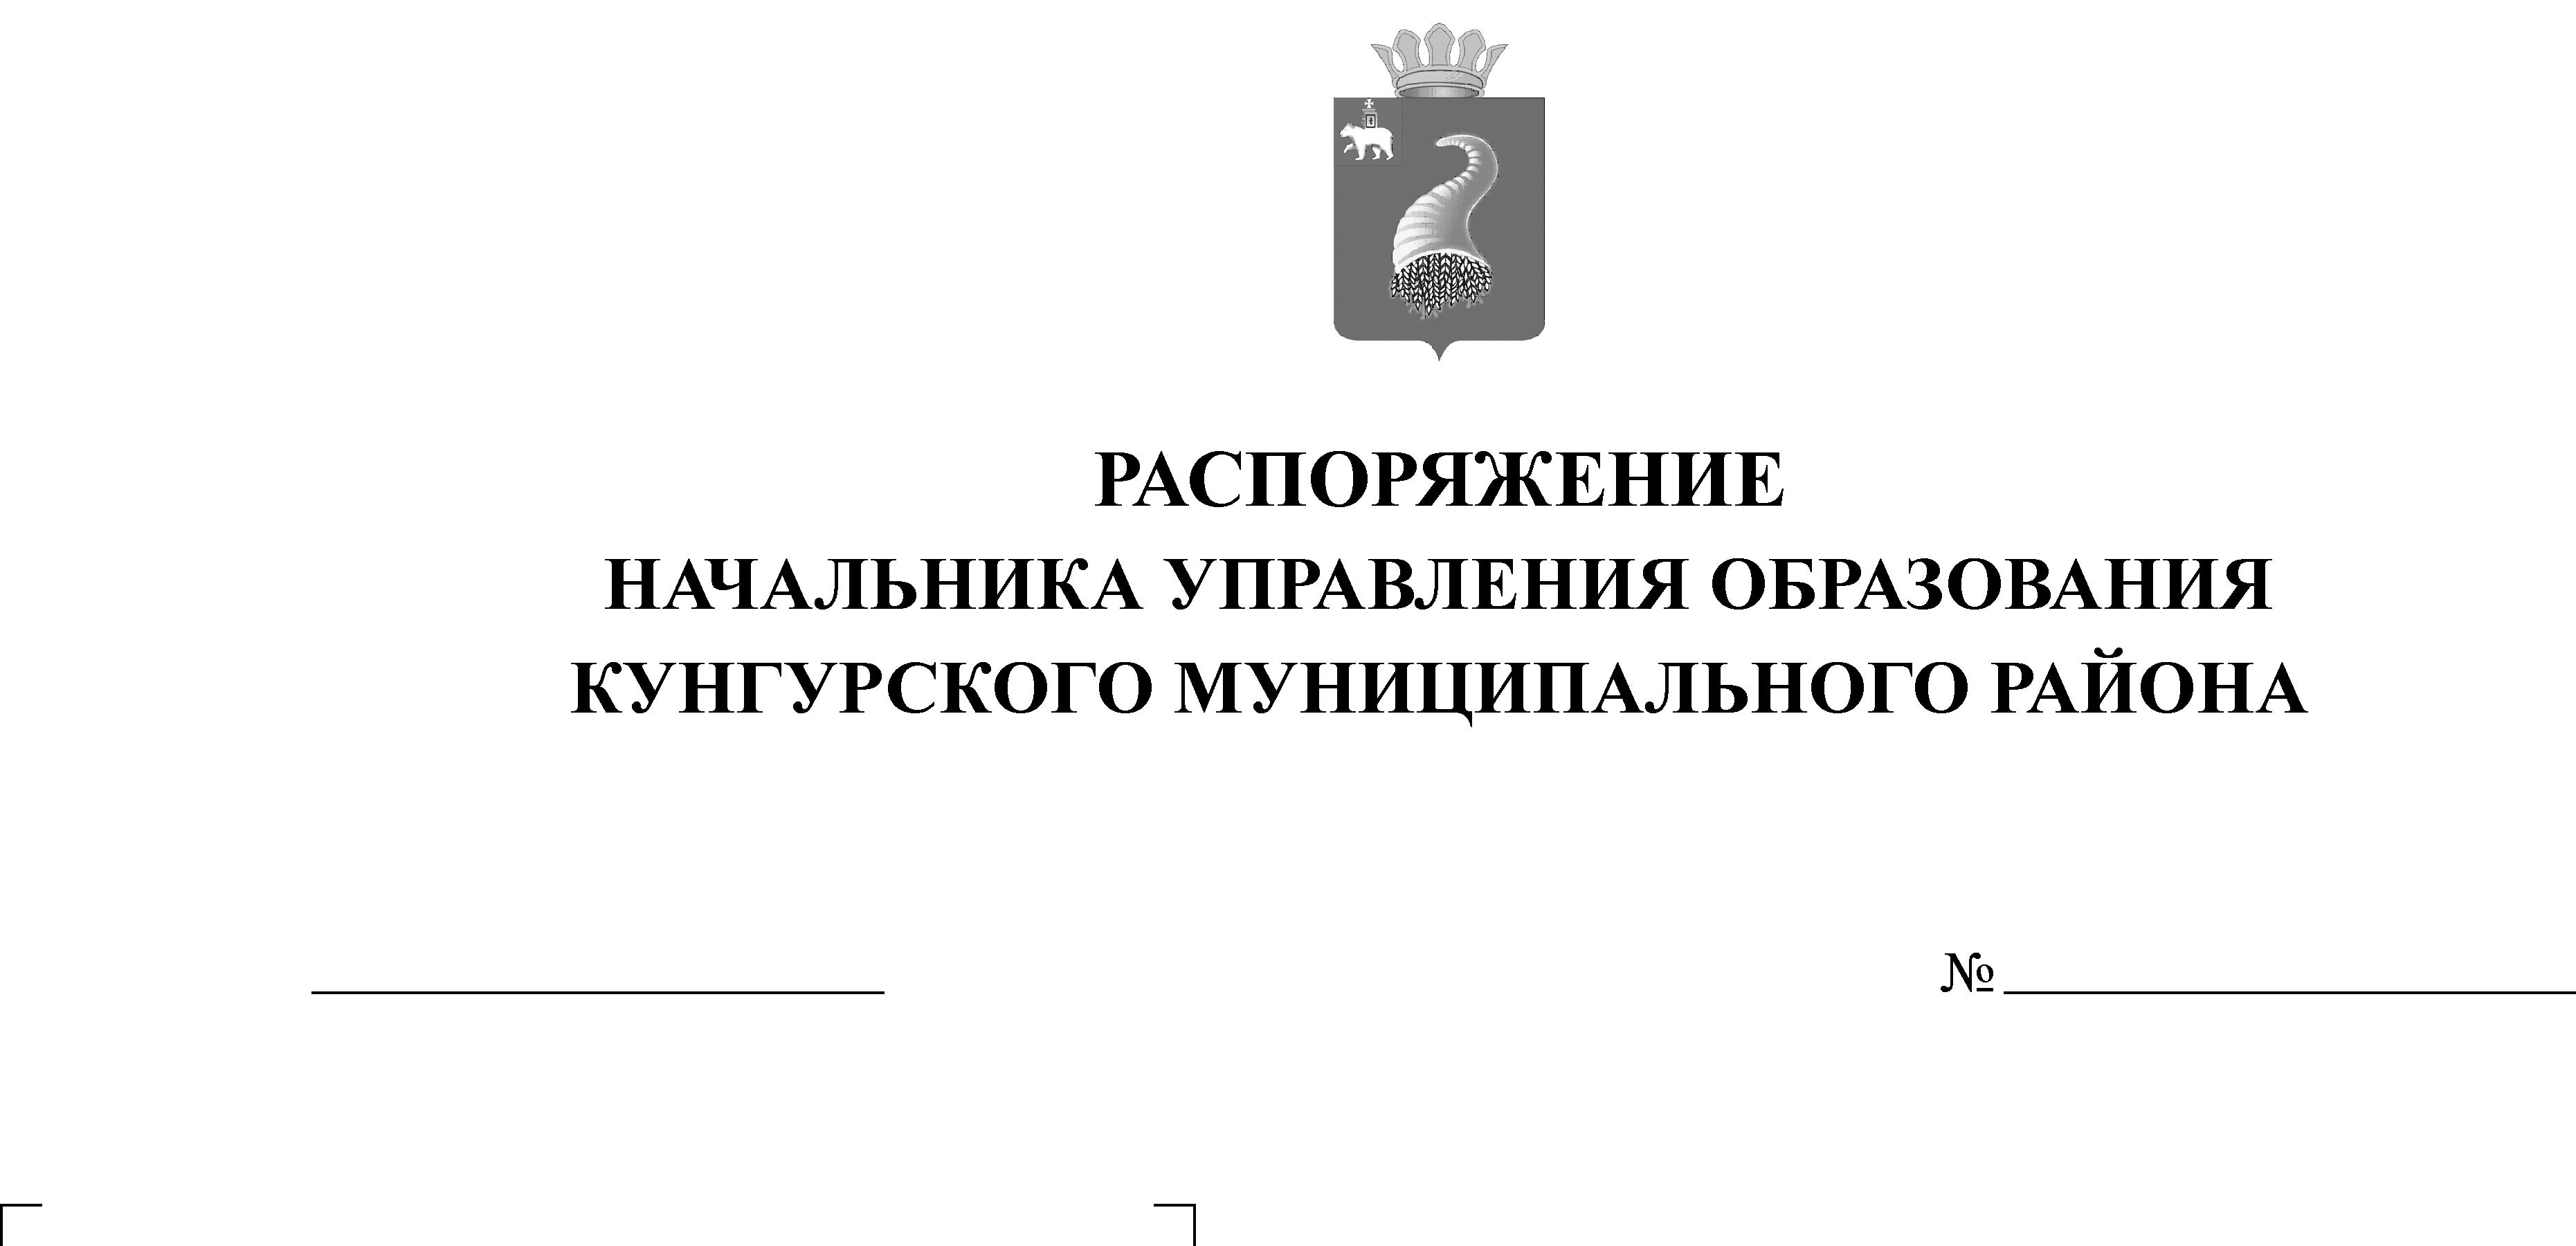 РАСПОРЯЖЕНИЕ
НАЧАЛЬНИКА УПРАВЛЕНИЯ ОБРАЗОВАНИЯ
КУНГУРСКОГО МУНИЦИПАЛЬНОГО РАЙОНА
№